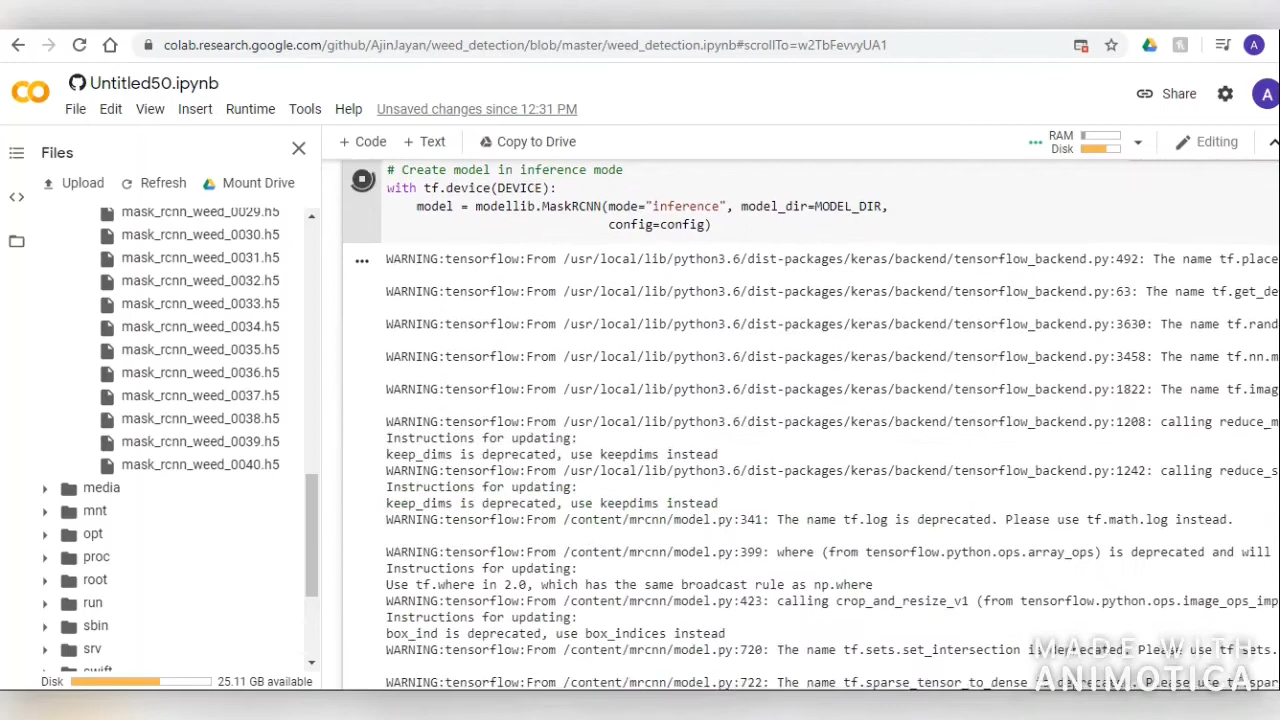 colab.research.google.com/github/AjinJayan/weed_detection/blob/master/weed_detection.ipynb#scrollTo=w2TbFevvyUA1
A
Untitled50.ipynb
File Edit View Insert Runtime Tools Help Unsaved changes since 12:31 PM
Share
A
Files
+ Code + Text Copy to Drive
RAM
Disk
Editing
Upload Refresh Mount Drive
mask_rcnn_weed_0029.h5
mask_rcnn_weed_0030.h5
mask_rcnn_weed_0031.h5
mask_rcnn_weed_0032.h5
mask_rcnn_weed_0033.h5
mask_rcnn_weed_0034.h5
mask_rcnn_weed_0035.h5
mask_rcnn_weed_0036.h5
mask_rcnn_weed_0037.h5
mask_rcnn_weed_0038.h5
mask_rcnn_weed_0039.h5
mask_rcnn_weed_0040.h5
media
mnt
opt
proc
root
run
sbin
srv
swift
Disk 25.11 GB available
# Create model in inference mode
with tf.device(DEVICE):
model = modellib.MaskRCNN(mode="inference", model_dir=MODEL_DIR,
config=config)
WARNING:tensorflow:From /usr/local/lib/python3.6/dist-packages/keras/backend/tensorflow_backend.py:492: The name tf.place
WARNING:tensorflow:From /usr/local/lib/python3.6/dist-packages/keras/backend/tensorflow_backend.py:63: The name tf.get_de
WARNING:tensorflow:From /usr/local/lib/python3.6/dist-packages/keras/backend/tensorflow_backend.py:3630: The name tf.rand
WARNING:tensorflow:From /usr/local/lib/python3.6/dist-packages/keras/backend/tensorflow_backend.py:3458: The name tf.nn.m
WARNING:tensorflow:From /usr/local/lib/python3.6/dist-packages/keras/backend/tensorflow_backend.py:1822: The name tf.imag
WARNING:tensorflow:From /usr/local/lib/python3.6/dist-packages/keras/backend/tensorflow_backend.py:1208: calling reduce_m
Instructions for updating:
keep_dims is deprecated, use keepdims instead
WARNING:tensorflow:From /usr/local/lib/python3.6/dist-packages/keras/backend/tensorflow_backend.py:1242: calling reduce_s
Instructions for updating:
keep_dims is deprecated, use keepdims instead
WARNING:tensorflow:From /content/mrcnn/model.py:341: The name tf.log is deprecated. Please use tf.math.log instead.
WARNING:tensorflow:From /content/mrcnn/model.py:399: where (from tensorflow.python.ops.array_ops) is deprecated and will
Instructions for updating:
Use tf.where in 2.0, which has the same broadcast rule as np.where
WARNING:tensorflow:From /content/mrcnn/model.py:423: calling crop_and_resize_v1 (from tensorflow.python.ops.image_ops_imp
Instructions for updating:
box_ind is deprecated, use box_indices instead
WARNING:tensorflow:From /content/mrcnn/model.py:720: The name tf.sets.set_intersection is deprecated. Please use tf.sets.
WARNING:tensorflow:From /content/mrcnn/model.py:722: The name tf.sparse_tensor_to_dense is deprecated. Please use tf.spar
MADE WITH
ANIMOTICA